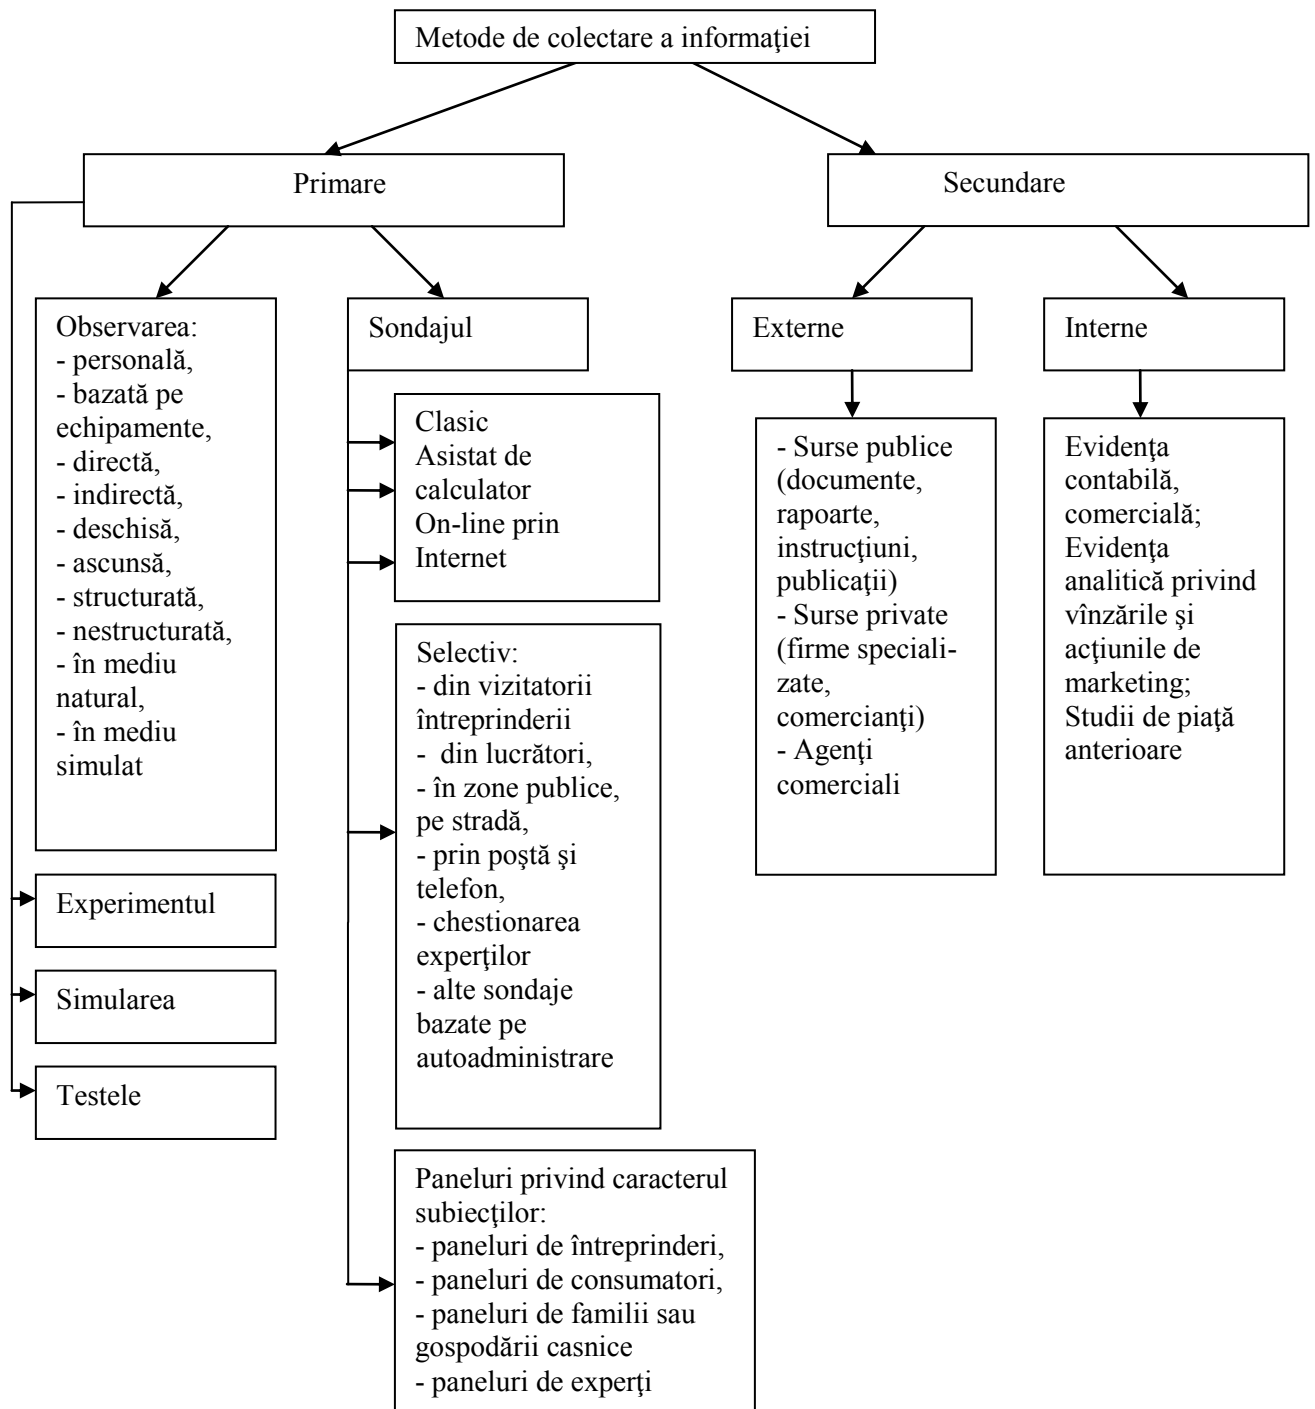 Metode de colectare a informaţiei
Primare
Secundare
Observarea:
- personală,
- bazată pe
echipamente,
- directă,
- indirectă,
- deschisă,
- ascunsă,
- structurată,
- nestructurată,
- în mediu
natural,
- în mediu
simulat
Experimentul
Simularea
Testele
Sondajul
Clasic
Asistat de
calculator
On-line prin
Internet
Selectiv:
- din vizitatorii
întreprinderii
- din lucrători,
- în zone publice,
pe stradă,
- prin poştă şi
telefon,
- chestionarea
experţilor
- alte sondaje
bazate pe
autoadministrare
Paneluri privind caracterul
subiecţilor:
- paneluri de întreprinderi,
- paneluri de consumatori,
- paneluri de familii sau
gospodării casnice
- paneluri de experţi
Externe
- Surse publice
(documente,
rapoarte,
instrucţiuni,
publicaţii)
- Surse private
(firme speciali-
zate,
comercianţi)
- Agenţi
comerciali
Interne
Evidenţa
contabilă,
comercială;
Evidenţa
analitică privind
vînzările şi
acţiunile de
marketing;
Studii de piaţă
anterioare